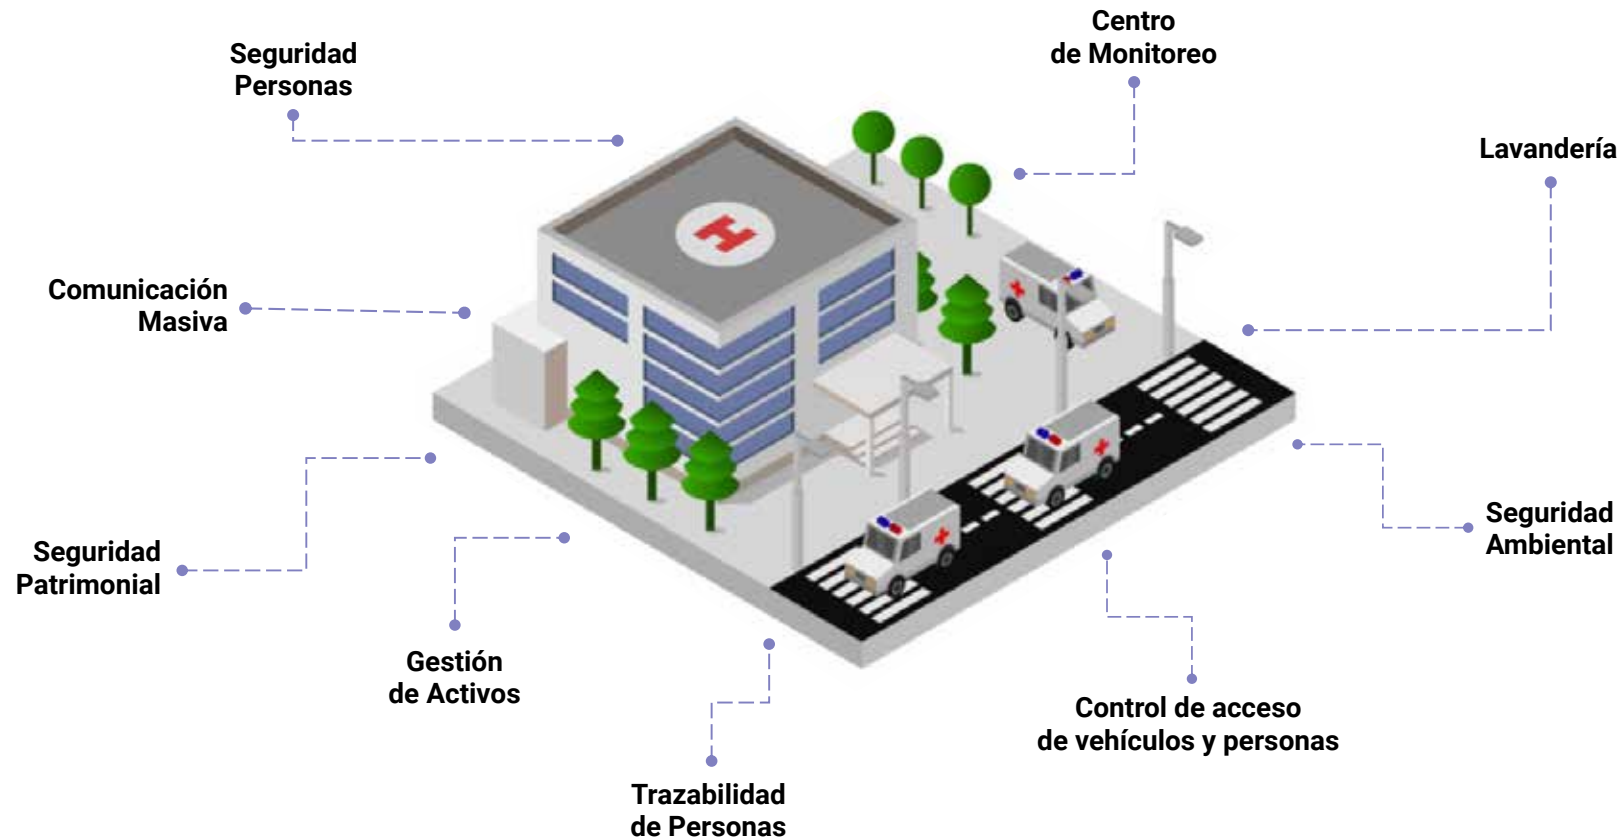 Centro
de Monitoreo
Seguridad
Personas
Lavandería
Comunicación
Masiva
H
Seguridad
Ambiental
Seguridad
Patrimonial
Gestión
de Activos
Control de acceso
de vehículos y personas
Trazabilidad
de Personas